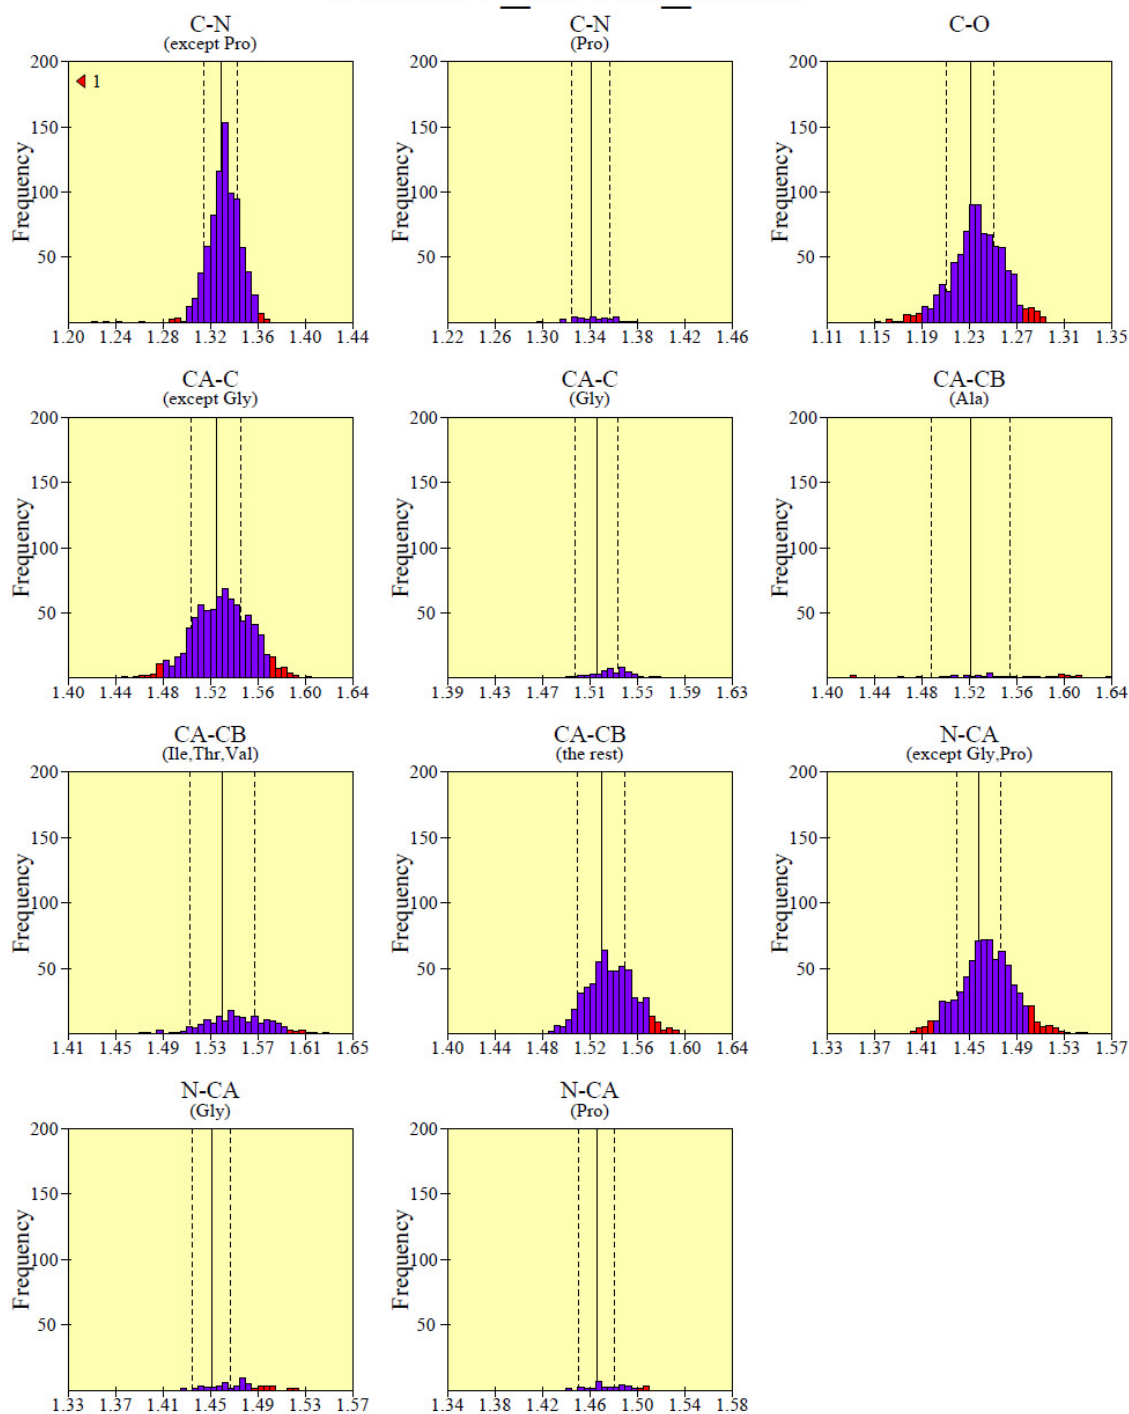 C-N
(except Pro)
200
150
100
50
Frequency
1
1.20 1.24 1.28 1.32 1.36 1.40 1.44
C-N
(Pro)
200
150
100
50
Frequency
1.22 1.26 1.30 1.34 1.38 1.42 1.46
C-O
200
150
100
50
Frequency
1.11 1.15 1.19 1.23 1.27 1.31 1.35
CA-C
(except Gly)
200
150
100
50
Frequency
1.40 1.44 1.48 1.52 1.56 1.60 1.64
CA-C
(Gly)
200
150
100
50
Frequency
1.39 1.43 1.47 1.51 1.55 1.59 1.63
CA-CB
(Ala)
200
150
100
50
Frequency
1.40 1.44 1.48 1.52 1.56 1.60 1.64
CA-CB
(Ile,Thr,Val)
200
150
100
50
Frequency
1.41 1.45 1.49 1.53 1.57 1.61 1.65
CA-CB
(the rest)
200
150
100
50
Frequency
1.40 1.44 1.48 1.52 1.56 1.60 1.64
N-CA
(except Gly,Pro)
200
150
100
50
Frequency
1.33 1.37 1.41 1.45 1.49 1.53 1.57
N-CA
(Gly)
200
150
100
50
Frequency
1.33 1.37 1.41 1.45 1.49 1.53 1.57
N-CA
(Pro)
200
150
100
50
Frequency
1.34 1.38 1.42 1.46 1.50 1.54 1.58